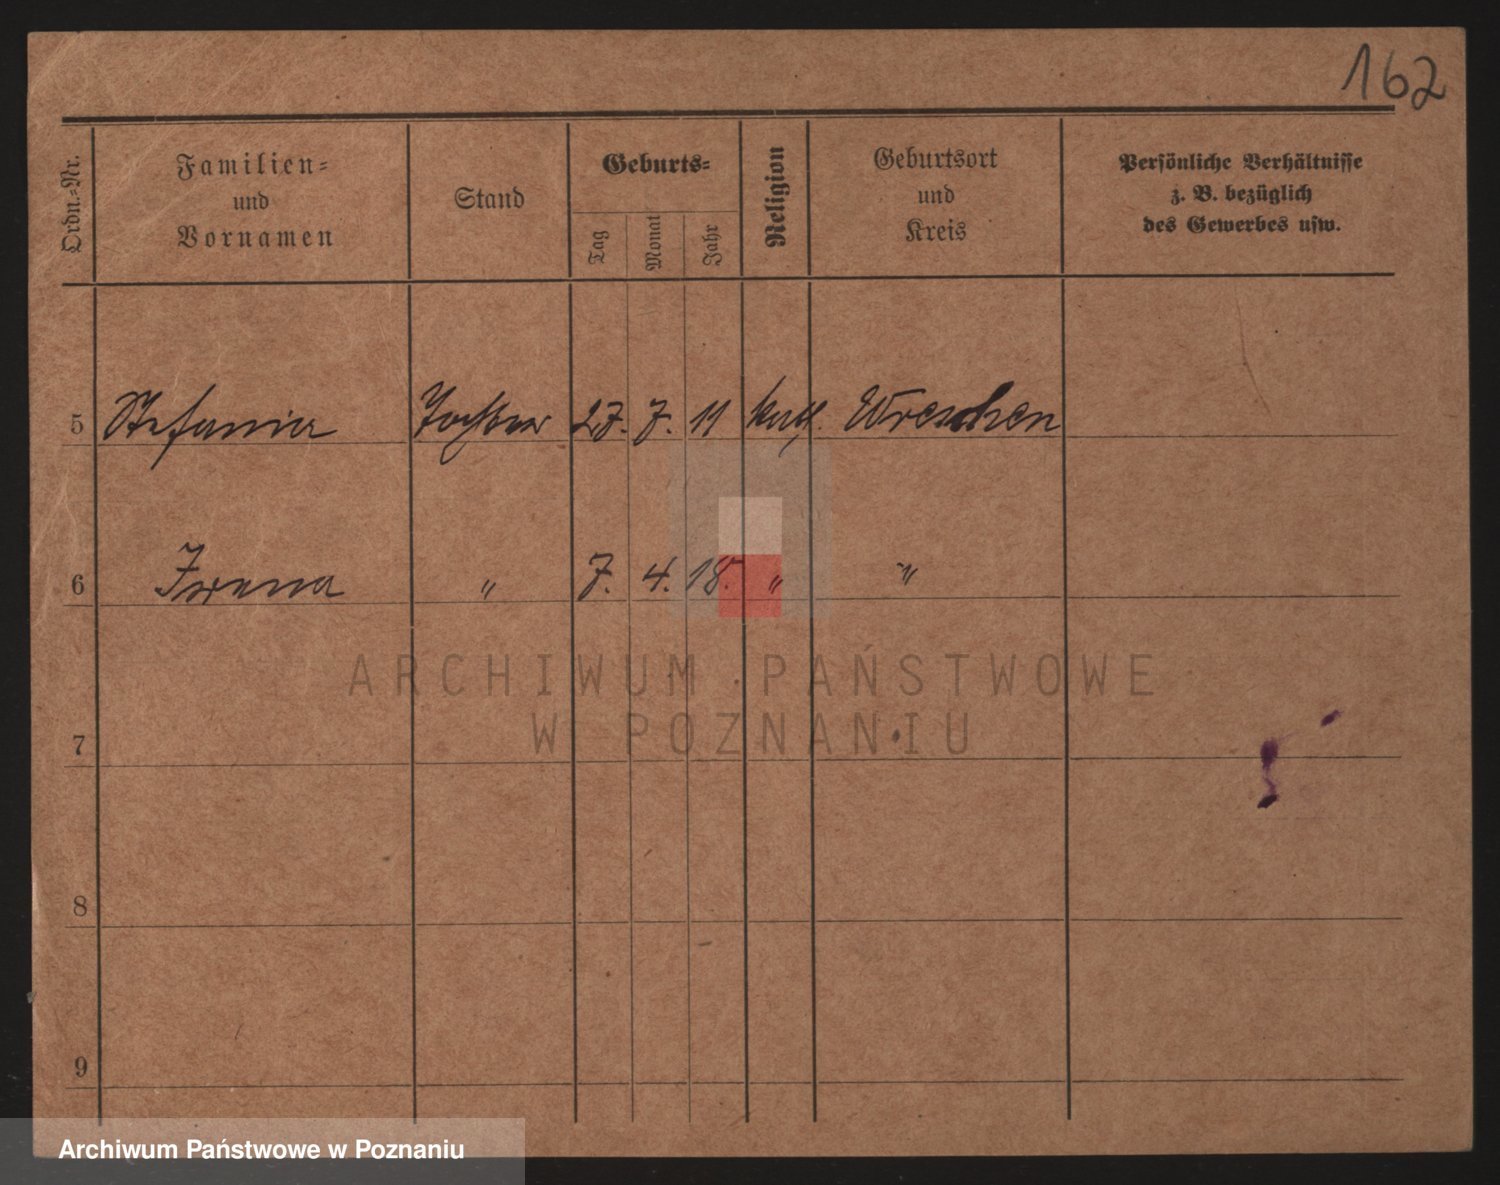 162
Ordn.=Nr.
Familien=
und
Vornamen
Stand
Geburts=
Tag
Monat
Jahr
Religion
Geburtsort
und
Kreis
Persönliche Verhältnisse
z. B. bezüglich
des Gewerbes usw.
5 Stefania Tochter 27. 7. 11 kath. Wreschen
6 Irena " 7. 4. 18. " "
7
8
9
ARCHIWUM PAŃSTWOWE
W POZNANIU
Archiwum Państwowe w Poznaniu